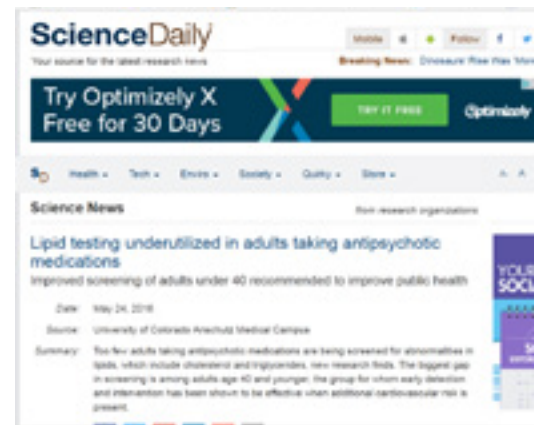 ScienceDaily
Mobile Follow
Your source for the latest research news
Breaking News: Dinosaurs' Rise Was 'More
Try Optimizely X
Free for 30 Days
TRY IT FREE
Optimizely
SD Health Tech Enviro Society Quirky Store A A
Science News
from research organizations
Lipid testing underutilized in adults taking antipsychotic
medications
Improved screening of adults under 40 recommended to improve public health
Date: May 24, 2016
Source: University of Colorado Anschutz Medical Campus
Summary: Too few adults taking antipsychotic medications are being screened for abnormalities in
lipids, which include cholesterol and triglycerides, new research finds. The biggest gap
in screening is among adults age 40 and younger, the group for whom early detection
and intervention has been shown to be effective when additional cardiovascular risk is
present.
YOUR
SOCI